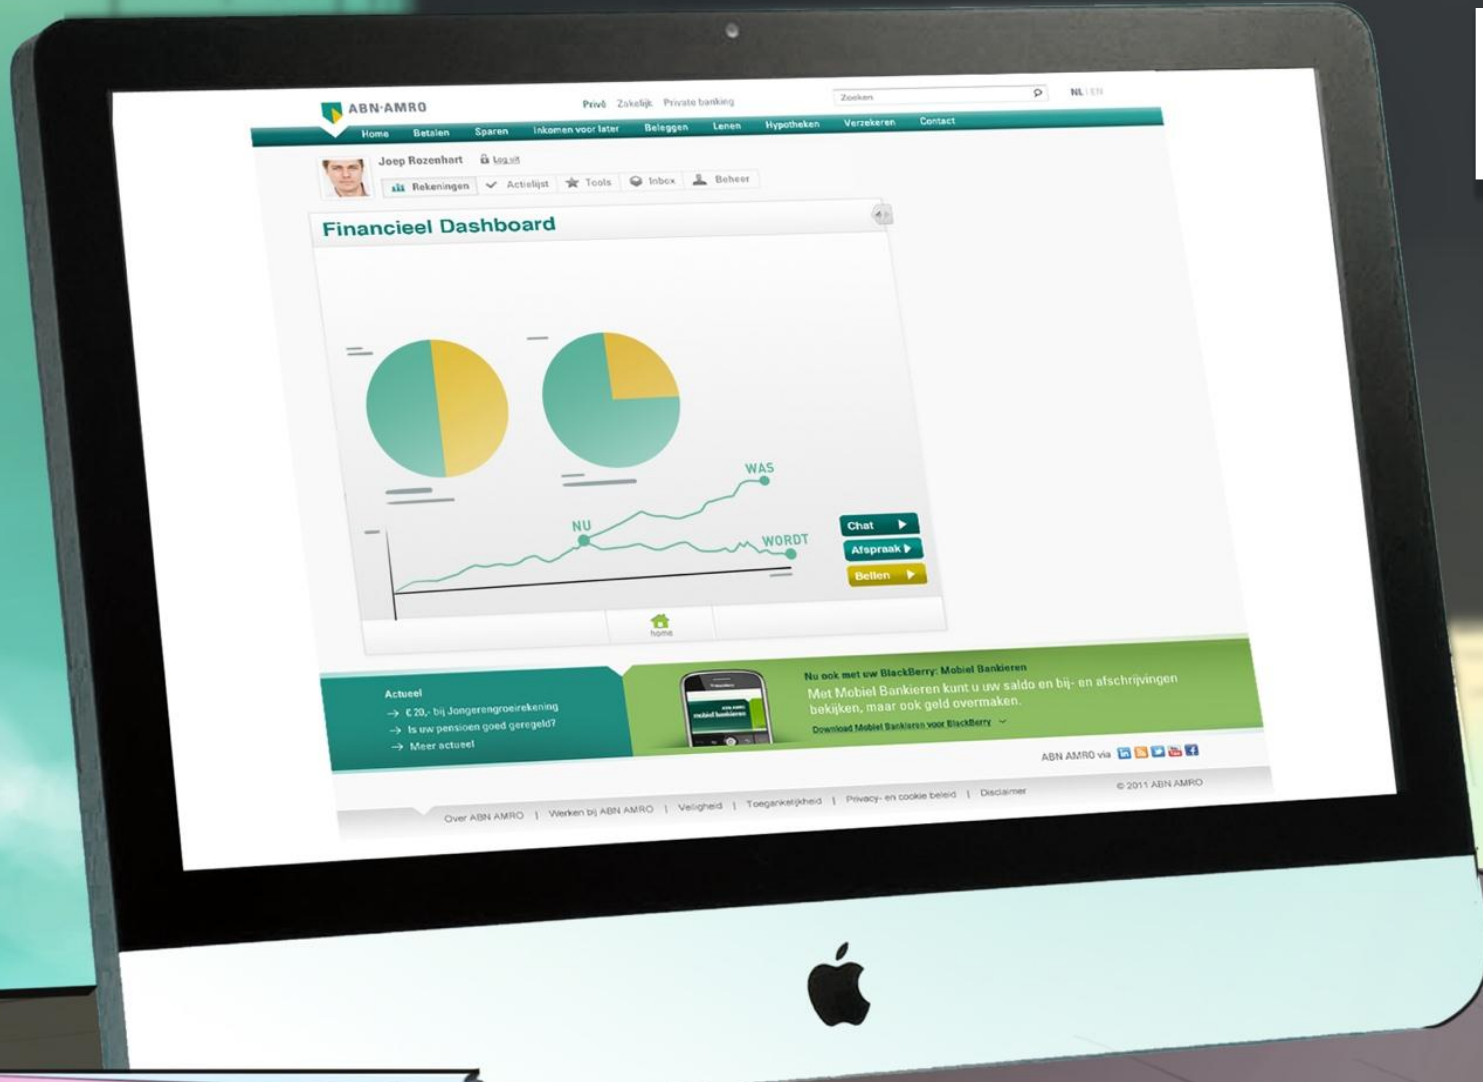 ABN·AMRO
Privé Zakelijk Private banking
Zoeken
NL | EN
Home Betalen Sparen Inkomen voor later Beleggen Lenen Hypotheken Verzekeren Contact
Joep Rozenhart Log uit
Rekeningen Actielijst Tools Inbox Beheer
Financieel Dashboard
WAS
NU
WORDT
Chat
Afspraak
Bellen
home
Actueel
→ € 20,- bij Jongerengroeirekening
→ Is uw pensioen goed geregeld?
→ Meer actueel
mobiel bankieren
Nu ook met uw BlackBerry: Mobiel Bankieren
Met Mobiel Bankieren kunt u uw saldo en bij- en afschrijvingen
bekijken, maar ook geld overmaken.
Download Mobiel Bankieren voor BlackBerry
ABN AMRO via
Over ABN AMRO | Werken bij ABN AMRO | Veiligheid | Toegankelijkheid | Privacy- en cookie beleid | Disclaimer
© 2011 ABN AMRO